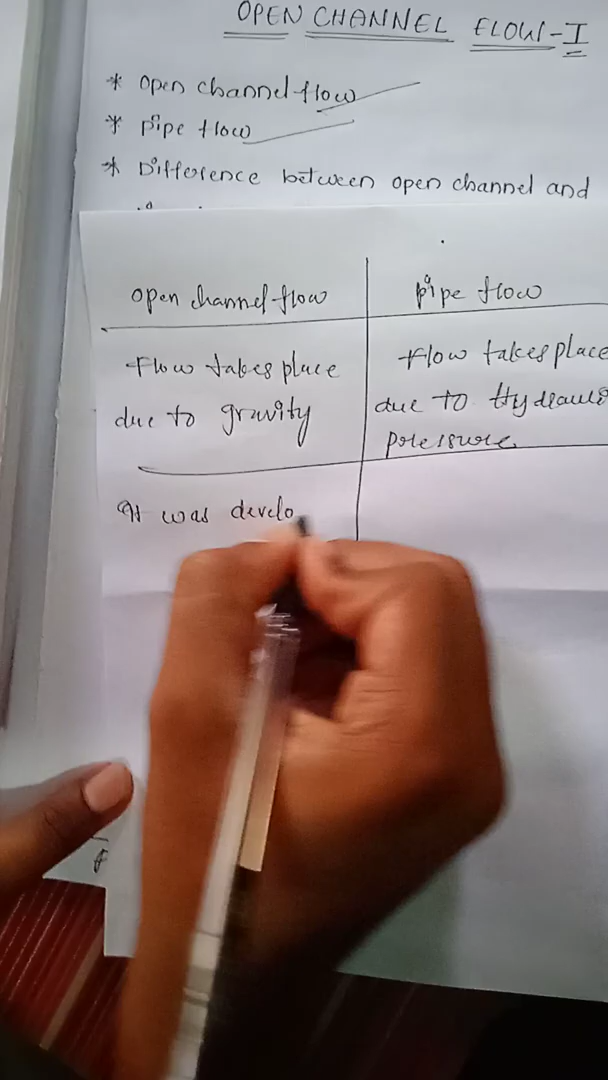 OPEN CHANNEL FLOW-I
* Open channel flow
* pipe flow
* Difference between open channel and
open channel flow
pipe flow
Flow takes place
due to gravity
Flow takes place
due to Hydrauli
pressure
It was develo